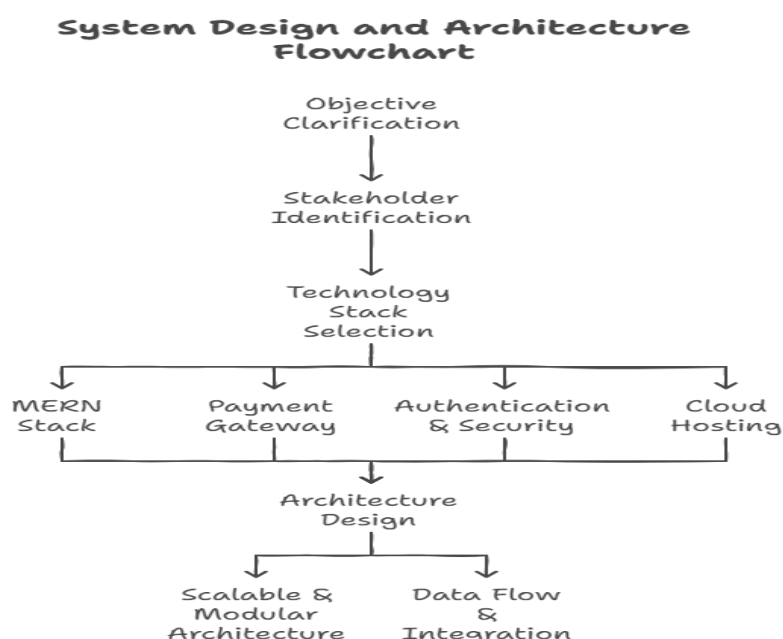 System Design and Architecture
Flowchart
Objective
Clarification
Stakeholder
Identification
Technology
Stack
Selection
MERN
Stack
Payment
Gateway
Authentication
& Security
Cloud
Hosting
Architecture
Design
Scalable &
Modular
Architecture
Data Flow
&
Integration